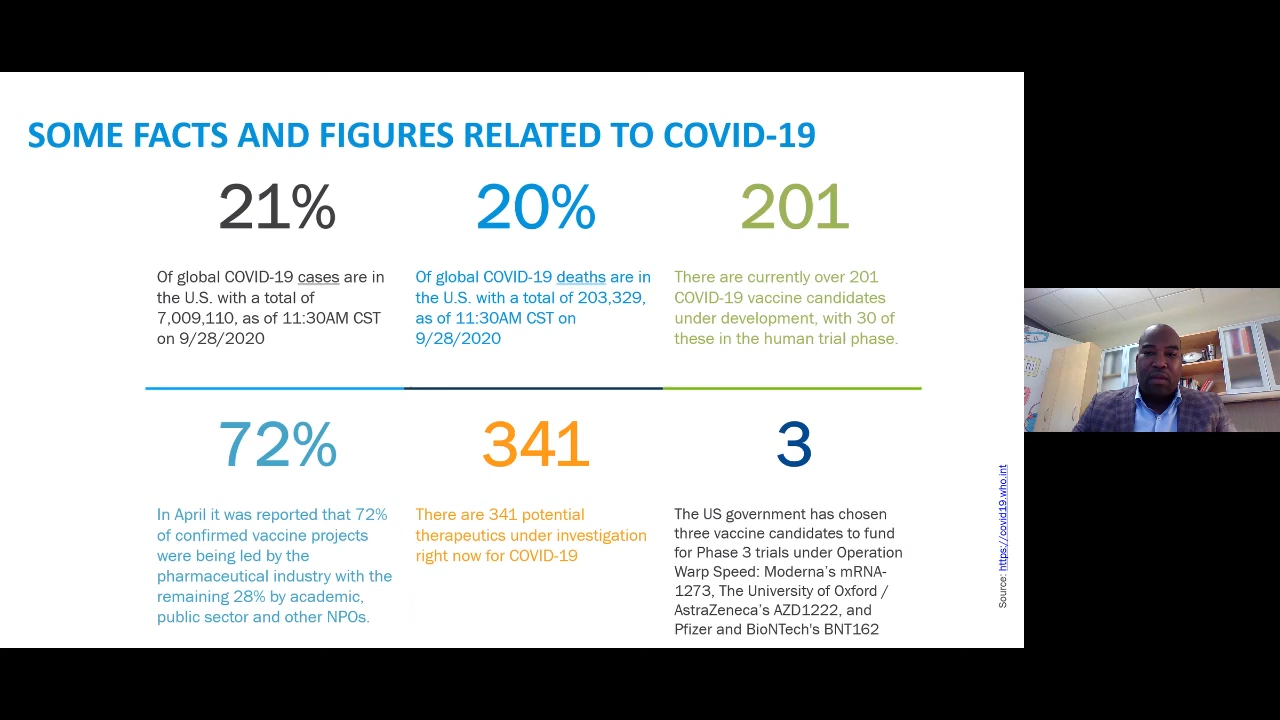 SOME FACTS AND FIGURES RELATED TO COVID-19
21%
Of global COVID-19 cases are in
the U.S. with a total of
7,009,110, as of 11:30AM CST
on 9/28/2020
20%
Of global COVID-19 deaths are in
the U.S. with a total of 203,329,
as of 11:30AM CST on
9/28/2020
201
There are currently over 201
COVID-19 vaccine candidates
under development, with 30 of
these in the human trial phase.
72%
In April it was reported that 72%
of confirmed vaccine projects
were being led by the
pharmaceutical industry with the
remaining 28% by academic,
public sector and other NPOs.
341
There are 341 potential
therapeutics under investigation
right now for COVID-19
3
The US government has chosen
three vaccine candidates to fund
for Phase 3 trials under Operation
Warp Speed: Moderna's mRNA-
1273, The University of Oxford /
AstraZeneca's AZD1222, and
Pfizer and BioNTech's BNT162
Source: https://covid19.who.int